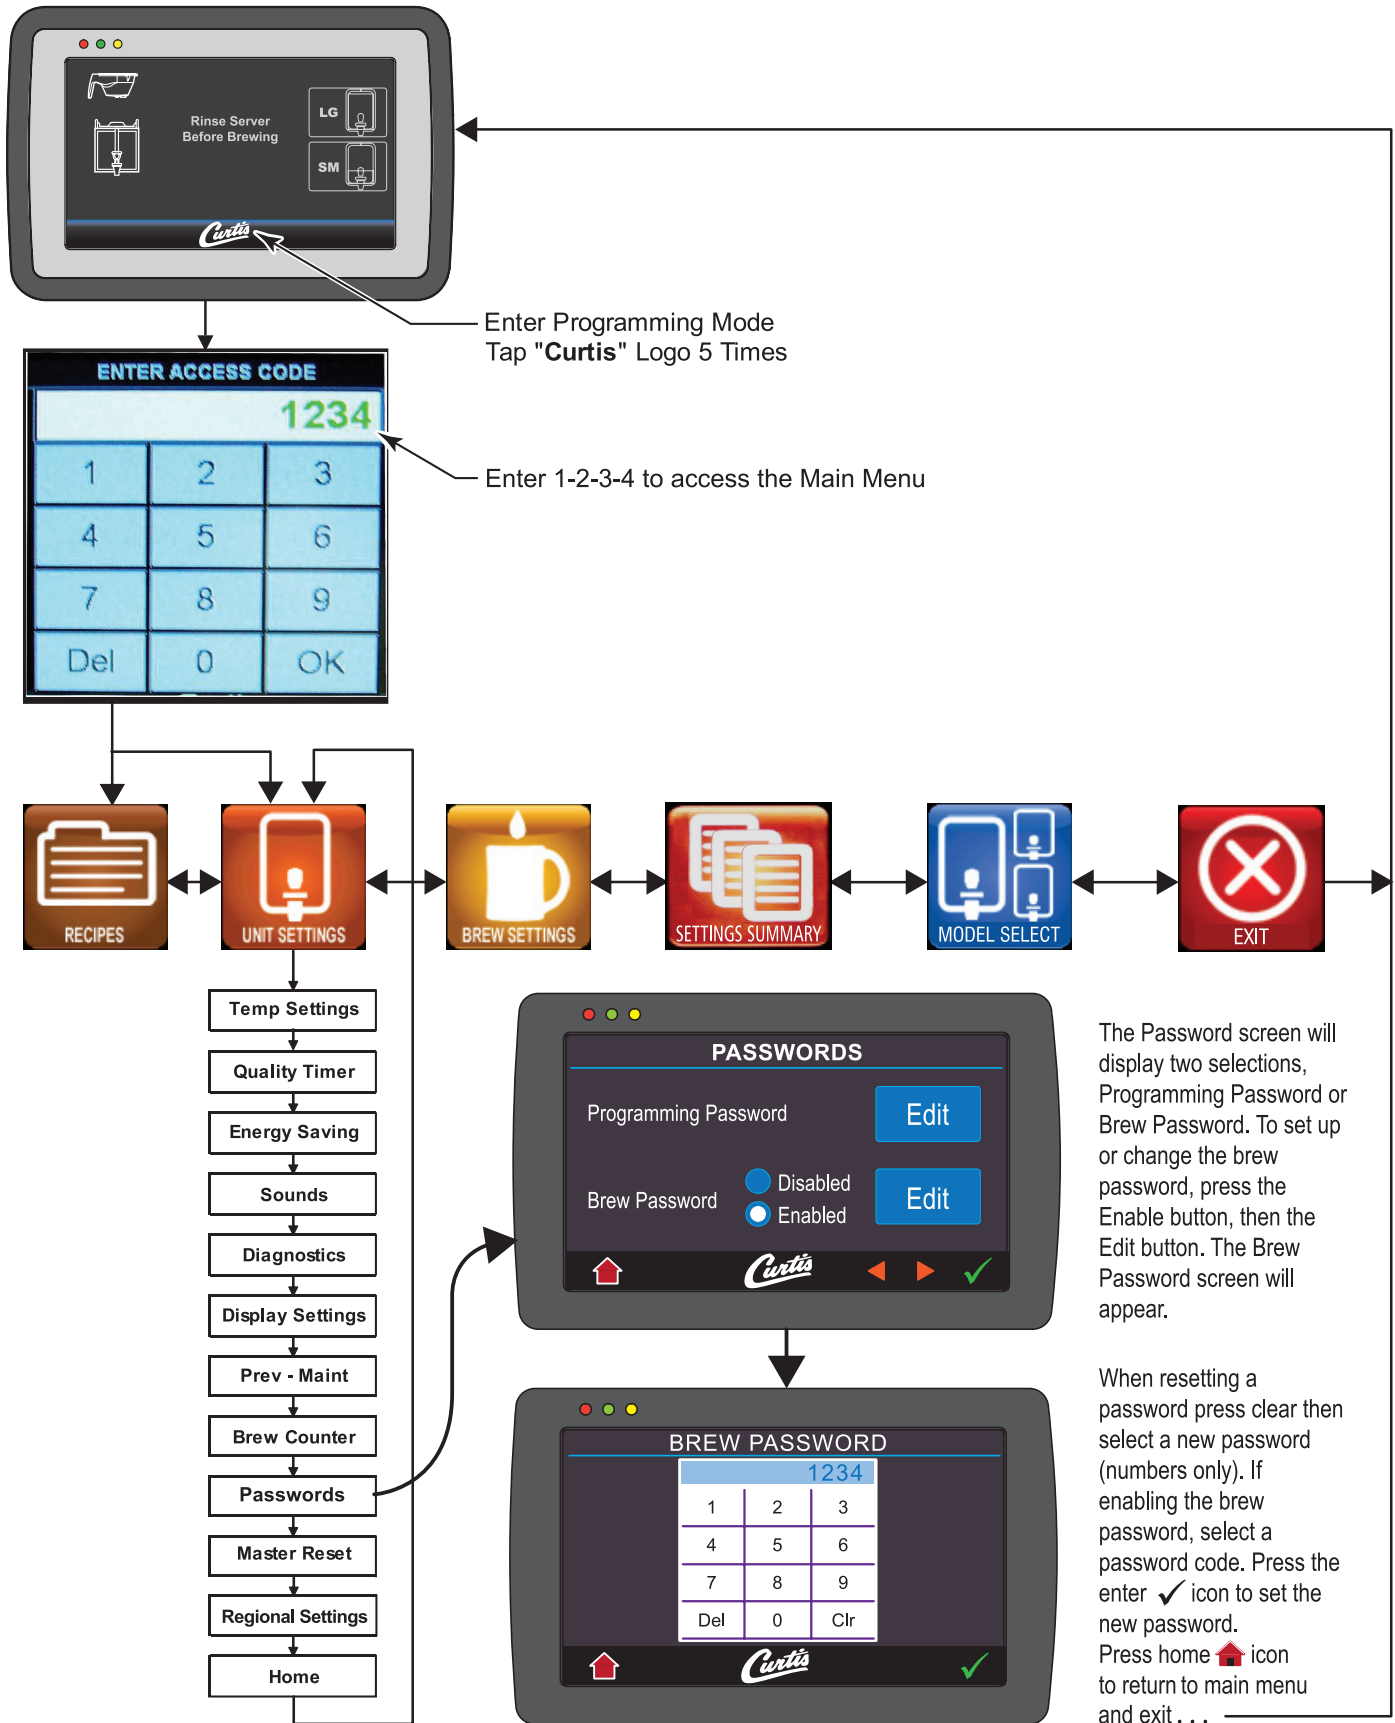 Rinse Server
Before Brewing
LG
SM
Curtis
Enter Programming Mode
Tap "Curtis" Logo 5 Times
ENTER ACCESS CODE
1234
1 2 3
4 5 6
7 8 9
Del 0 OK
Enter 1-2-3-4 to access the Main Menu
RECIPES
UNIT SETTINGS
BREW SETTINGS
SETTINGS SUMMARY
MODEL SELECT
EXIT
Temp Settings
Quality Timer
Energy Saving
Sounds
Diagnostics
Display Settings
Prev - Maint
Brew Counter
Passwords
Master Reset
Regional Settings
Home
PASSWORDS
Programming Password
Edit
Brew Password
Disabled
Enabled
Edit
Curtis
BREW PASSWORD
1234
1 2 3
4 5 6
7 8 9
Del 0 Clr
Curtis
The Password screen will
display two selections,
Programming Password or
Brew Password. To set up
or change the brew
password, press the
Enable button, then the
Edit button. The Brew
Password screen will
appear.
When resetting a
password press clear then
select a new password
(numbers only). If
enabling the brew
password, select a
password code. Press the
enter ✓ icon to set the
new password.
Press home icon
to return to main menu
and exit . . .